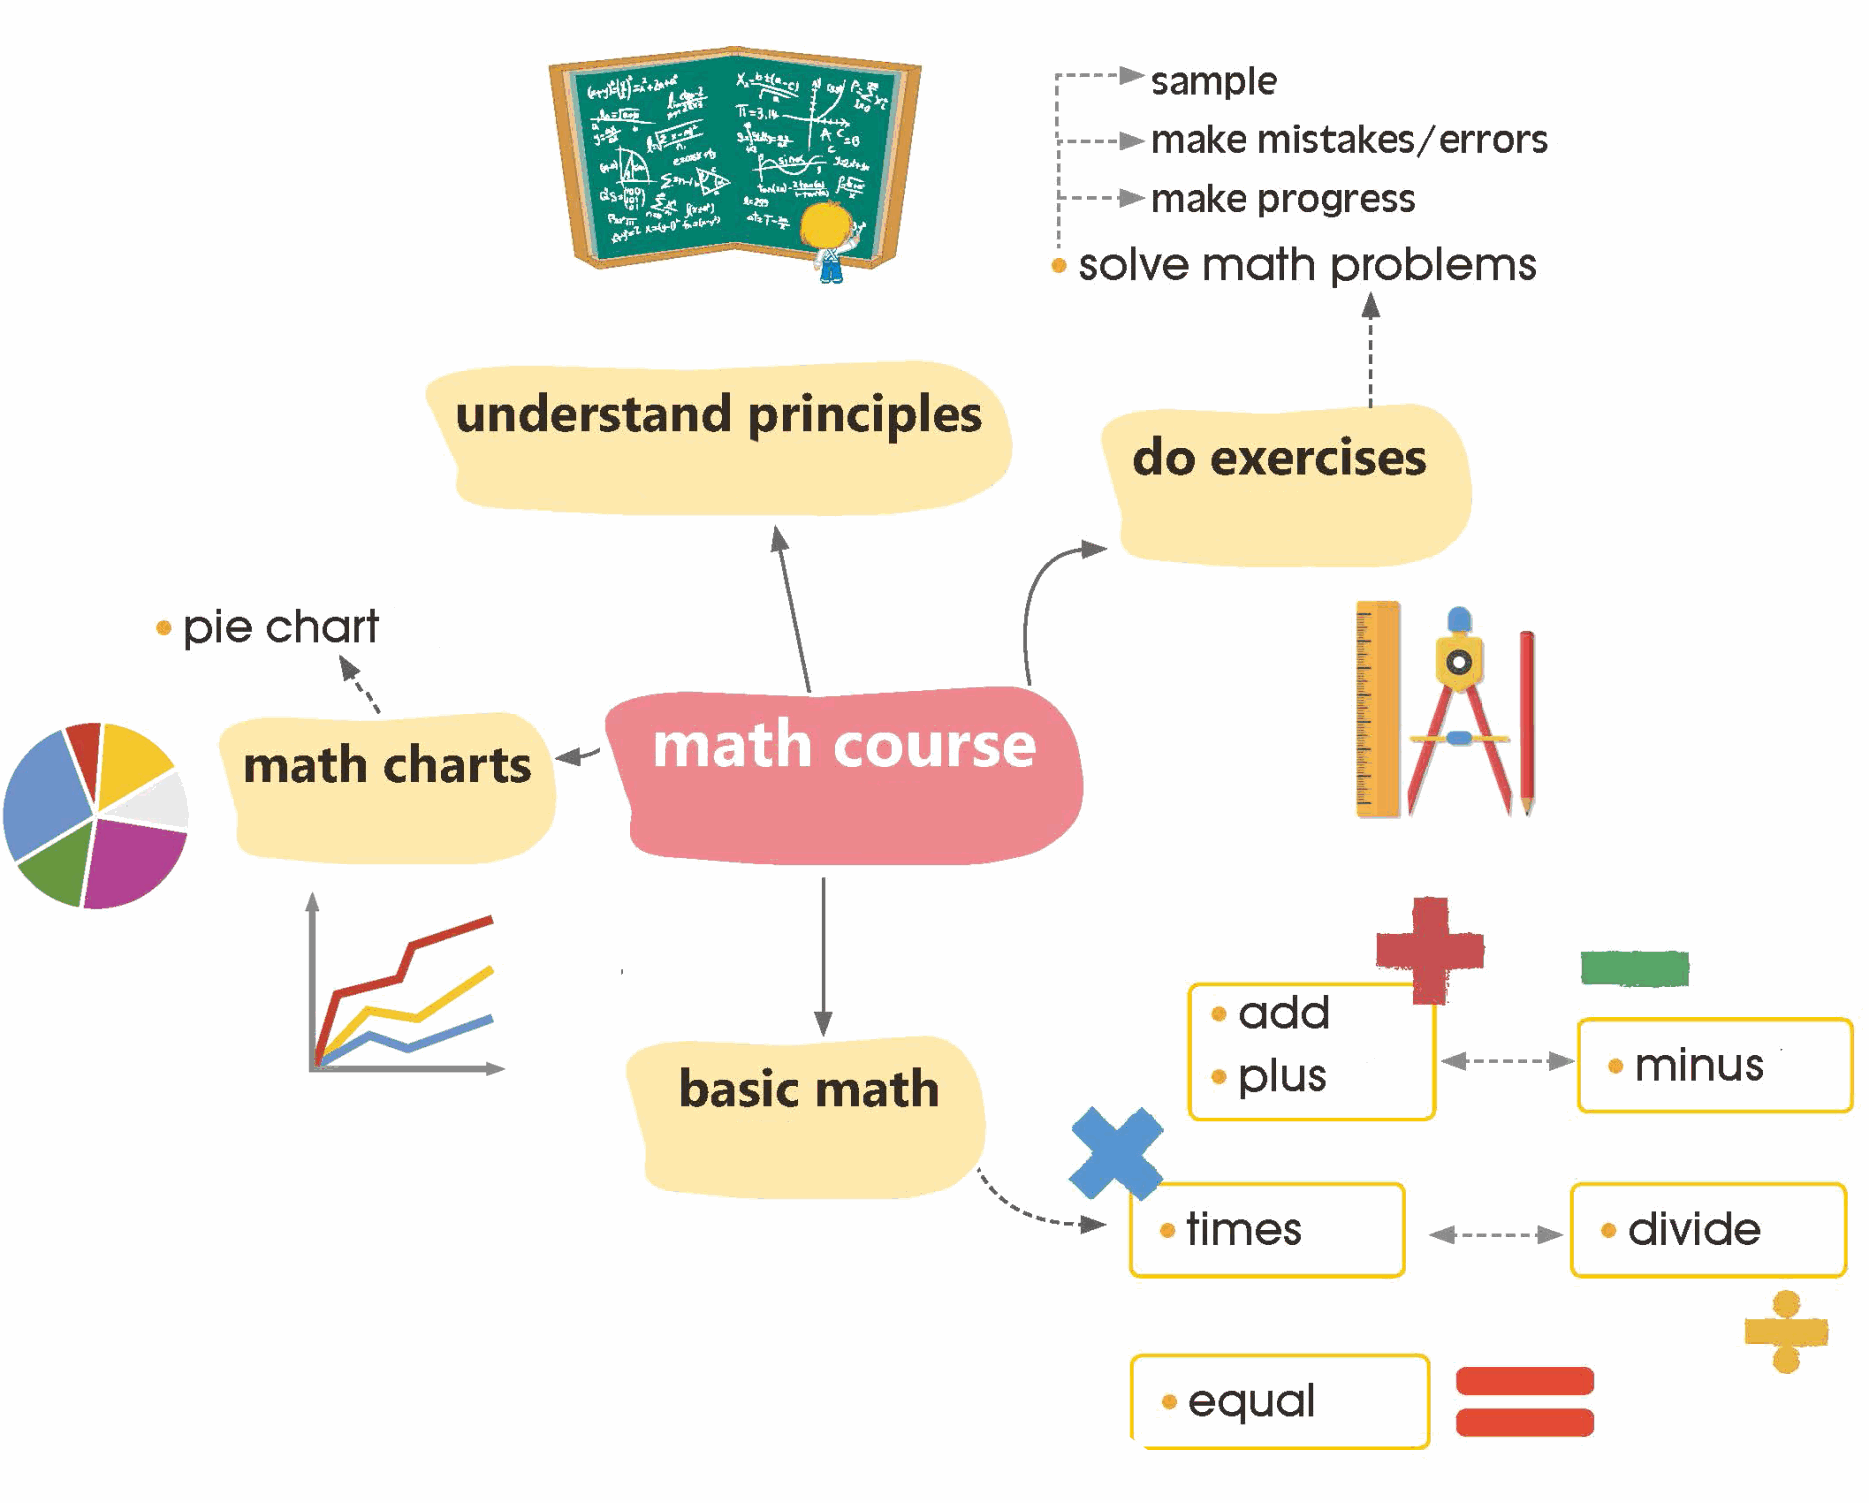 sample
make mistakes/errors
make progress
solve math problems
understand principles
do exercises
pie chart
math charts
math course
basic math
add
plus
minus
times
divide
equal